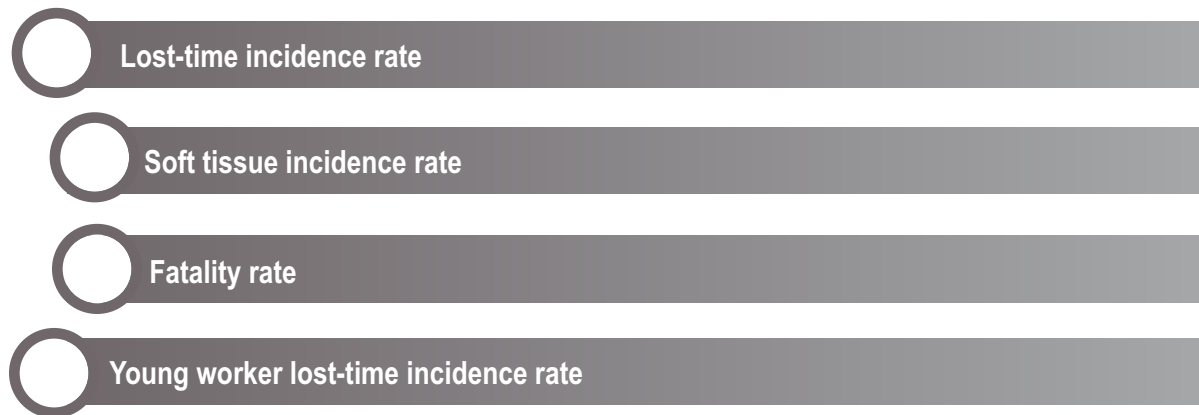 Lost-time incidence rate
Soft tissue incidence rate
Fatality rate
Young worker lost-time incidence rate